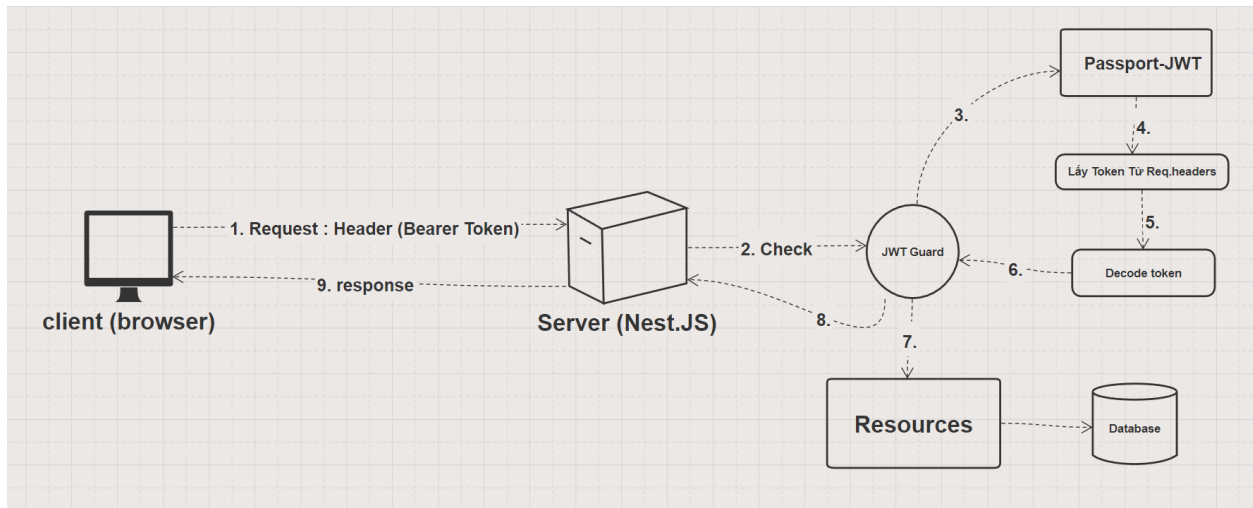 Passport-JWT
3.
4.
Lấy Token Từ Req.headers
1. Request : Header (Bearer Token)
5.
2. Check
JWT Guard
6.
Decode token
9. response
client (browser)
Server (Nest.JS)
8.
7.
Resources
Database